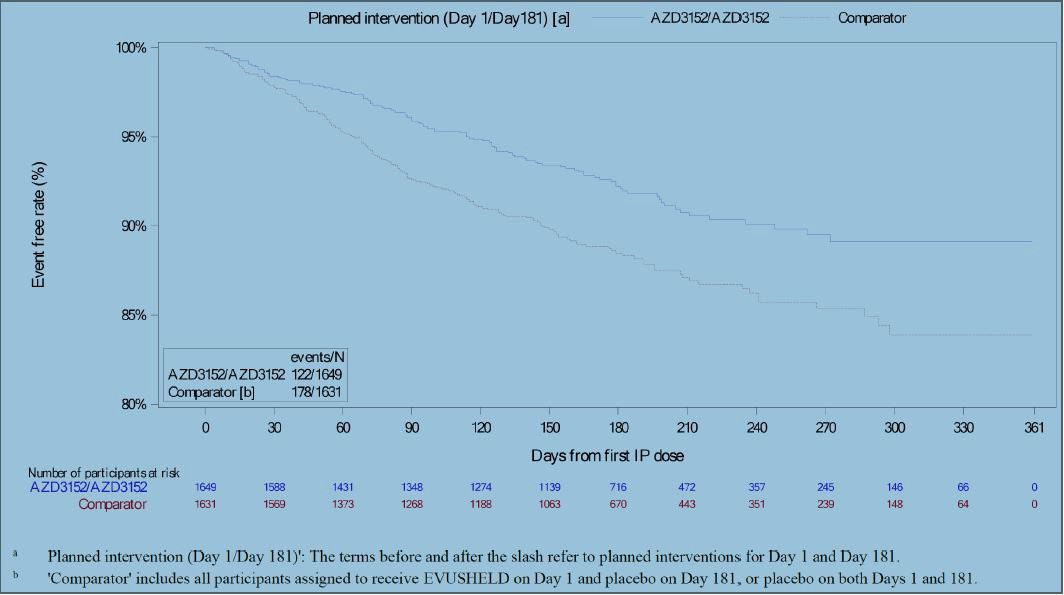 Planned intervention (Day 1/Day181) [a] AZD3152/AZD3152 Comparator
100%
95%
90%
85%
80%
Event free rate (%)
events/N
AZD3152/AZD3152 122/1649
Comparator [b] 178/1631
0 30 60 90 120 150 180 210 240 270 300 330 361
Days from first IP dose
Number of participants at risk
AZD3152/AZD3152 1649 1588 1431 1348 1274 1139 716 472 357 245 146 66 0
Comparator 1631 1569 1373 1268 1188 1063 670 443 351 239 148 64 0
a Planned intervention (Day 1/Day 181)': The terms before and after the slash refer to planned interventions for Day 1 and Day 181.
b 'Comparator' includes all participants assigned to receive EVUSHELD on Day 1 and placebo on Day 181, or placebo on both Days 1 and 181.